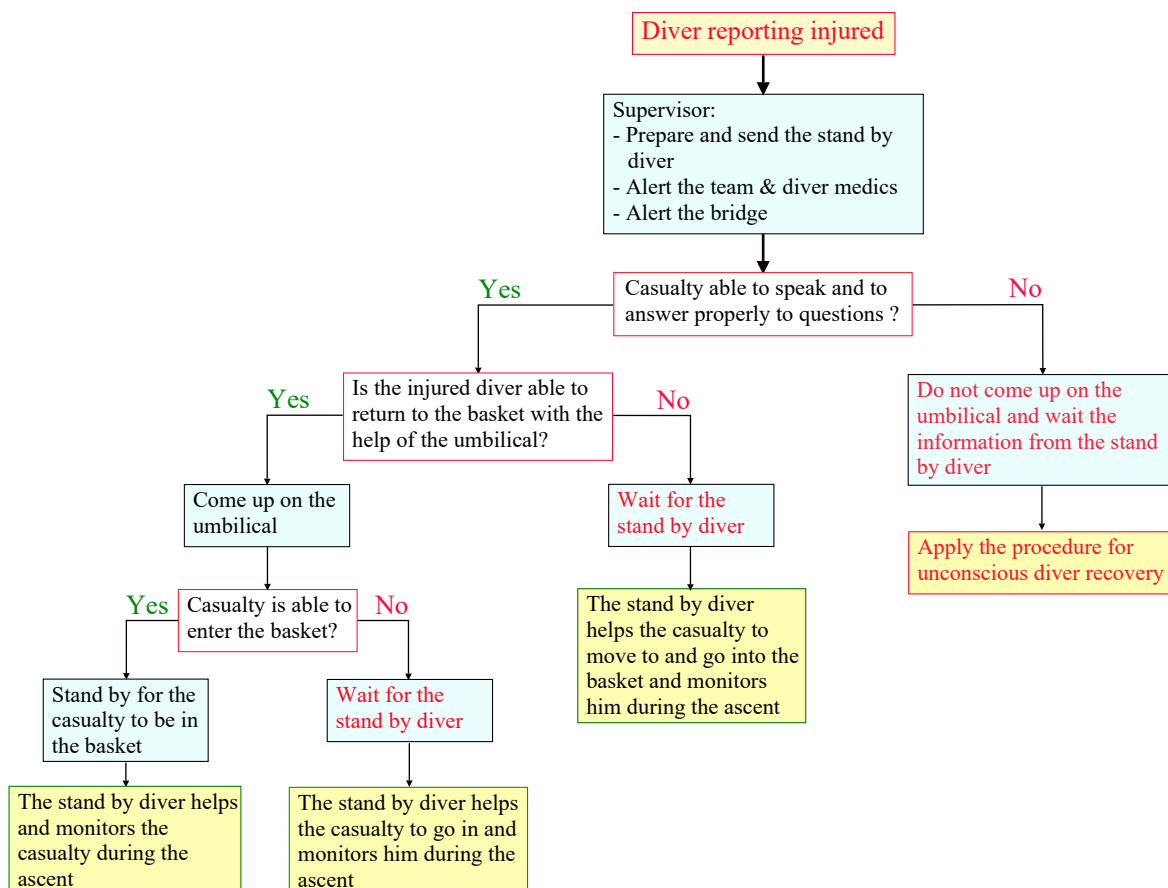 Diver reporting injured
Supervisor:
- Prepare and send the stand by
diver
- Alert the team & diver medics
- Alert the bridge
Yes
Casualty able to speak and to
answer properly to questions ?
No
Yes
Is the injured diver able to
return to the basket with the
help of the umbilical?
No
Do not come up on the
umbilical and wait the
information from the stand
by diver
Come up on the
umbilical
Wait for the
stand by diver
Apply the procedure for
unconscious diver recovery
Yes
Casualty is able to
enter the basket?
No
The stand by diver
helps the casualty to
move to and go into the
basket and monitors
him during the ascent
Stand by for the
casualty to be in
the basket
Wait for the
stand by diver
The stand by diver helps
and monitors the
casualty during the
ascent
The stand by diver helps
the casualty to go in and
monitors him during the
ascent